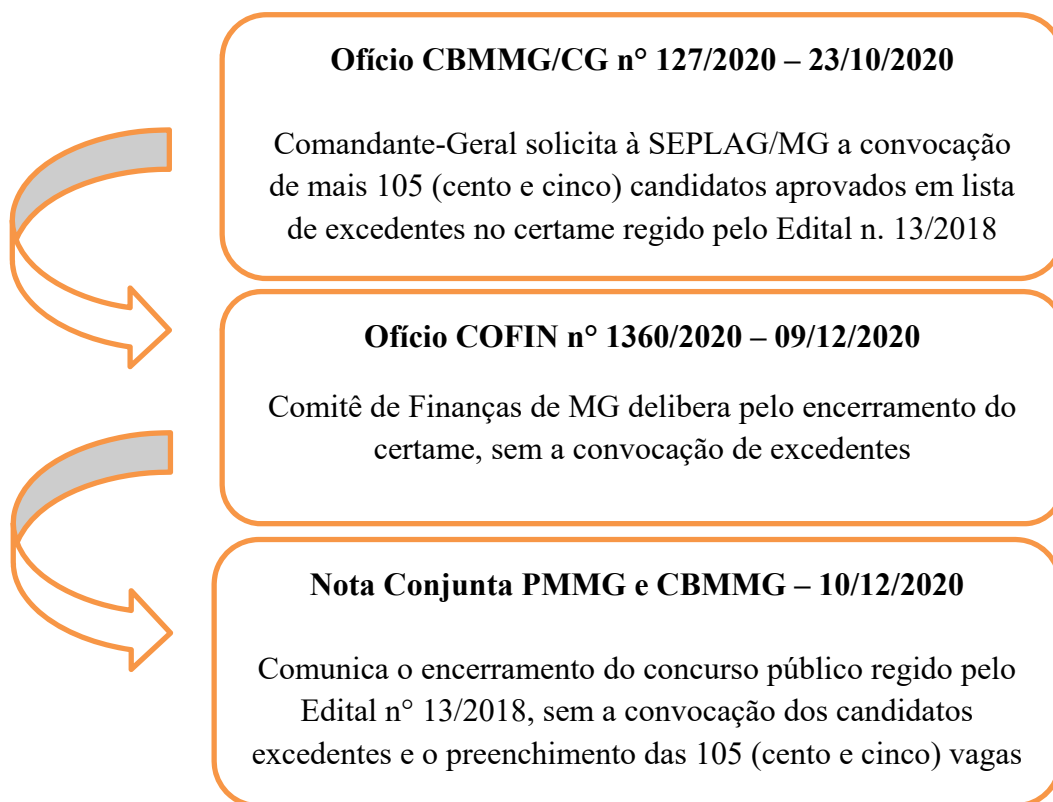 Ofício CBMMG/CG n° 127/2020 – 23/10/2020
Comandante-Geral solicita à SEPLAG/MG a convocação
de mais 105 (cento e cinco) candidatos aprovados em lista
de excedentes no certame regido pelo Edital n. 13/2018
Ofício COFIN n° 1360/2020 – 09/12/2020
Comitê de Finanças de MG delibera pelo encerramento do
certame, sem a convocação de excedentes
Nota Conjunta PMMG e CBMMG – 10/12/2020
Comunica o encerramento do concurso público regido pelo
Edital n° 13/2018, sem a convocação dos candidatos
excedentes e o preenchimento das 105 (cento e cinco) vagas